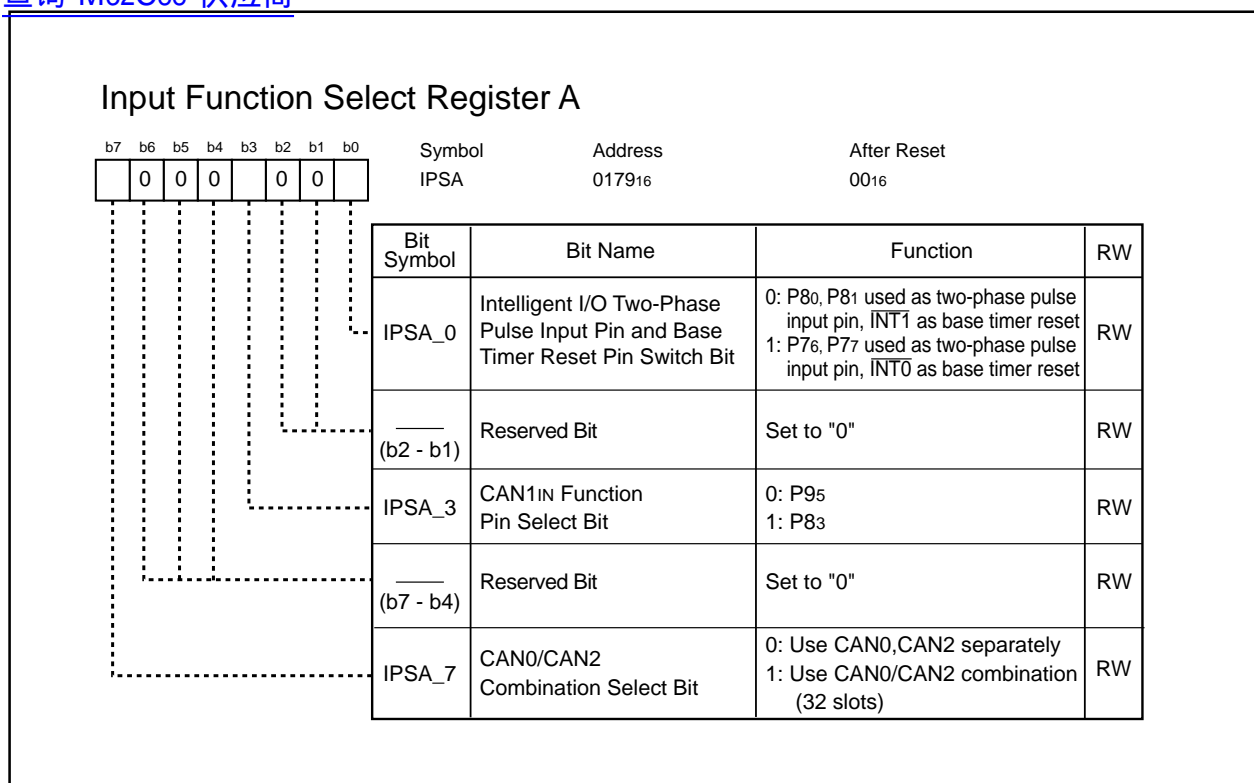 查询"M32C88"供应商
Input Function Select Register A
b7 b6 b5 b4 b3 b2 b1 b0
0 0 0 0 0
Symbol Address After Reset
IPSA 017916 0016
Bit Symbol Bit Name Function RW
IPSA_0 Intelligent I/O Two-Phase Pulse Input Pin and Base Timer Reset Pin Switch Bit 0: P80, P81 used as two-phase pulse input pin, INT1 as base timer reset RW
1: P76, P77 used as two-phase pulse input pin, INT0 as base timer reset
(b2 - b1) Reserved Bit Set to "0" RW
IPSA_3 CAN1IN Function Pin Select Bit 0: P95 RW
1: P83
(b7 - b4) Reserved Bit Set to "0" RW
IPSA_7 CAN0/CAN2 Combination Select Bit 0: Use CAN0,CAN2 separately RW
1: Use CAN0/CAN2 combination
(32 slots)